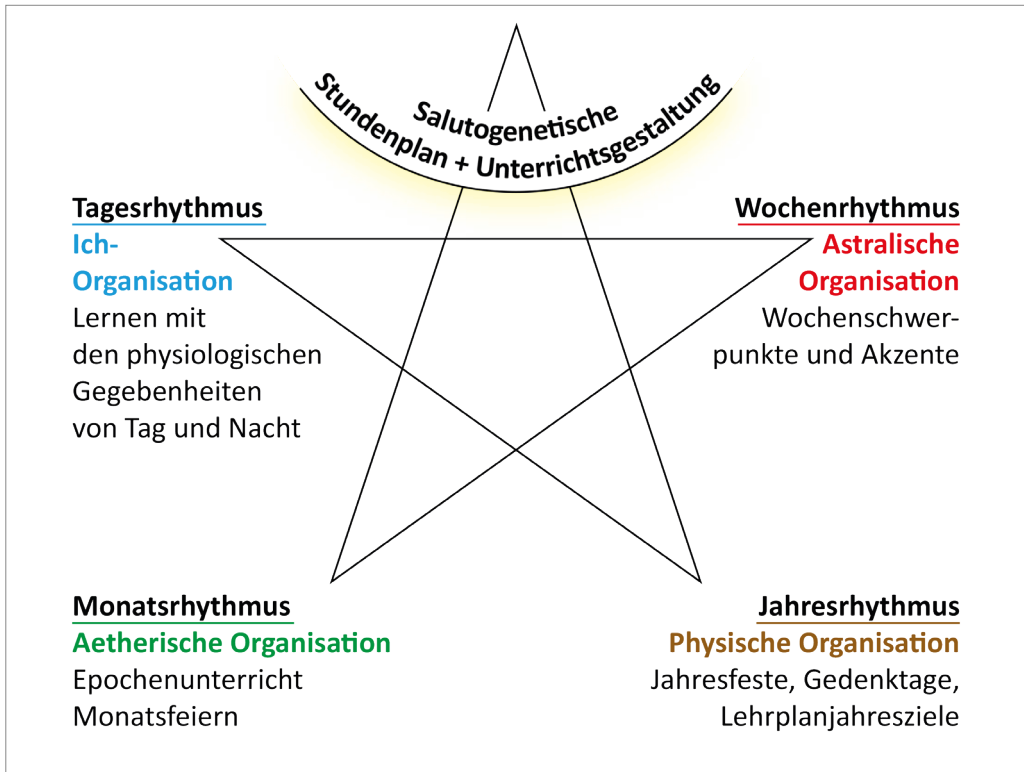 Salutogenetische
Stundenplan + Unterrichtsgestaltung
Tagesrhythmus
Ich-
Organisation
Lernen mit
den physiologischen
Gegebenheiten
von Tag und Nacht
Wochenrhythmus
Astralische
Organisation
Wochenschwer-
punkte und Akzente
Monatsrhythmus
Aetherische Organisation
Epochenunterricht
Monatsfeiern
Jahresrhythmus
Physische Organisation
Jahresfeste, Gedenktage,
Lehrplanjahresziele